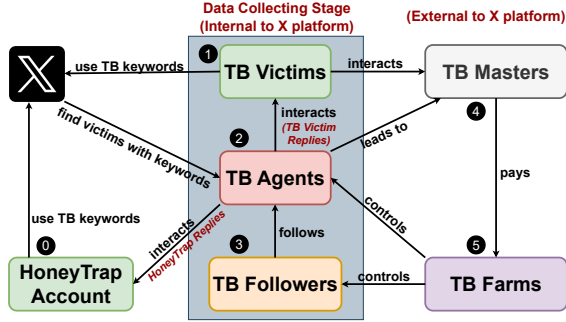 Data Collecting Stage
(Internal to X platform)
(External to X platform)
1
use TB keywords
TB Victims
interacts
TB Masters
4
interacts
(TB Victim
Replies)
find victims with keywords
2
leads to
TB Agents
pays
use TB keywords
controls
interacts
HoneyTrap Replies
0
3
follows
5
HoneyTrap
Account
TB Followers
controls
TB Farms